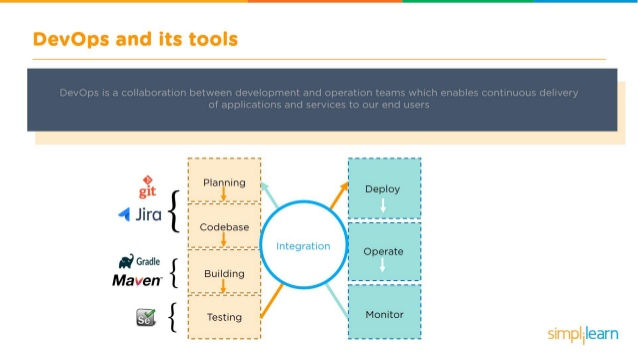 DevOps and its tools
DevOps is a collaboration between development and operation teams which enables continuous delivery
of applications and services to our end users
git
Jira
Gradle
Maven
Se
Planning
Codebase
Building
Testing
Integration
Deploy
Operate
Monitor
simplilearn